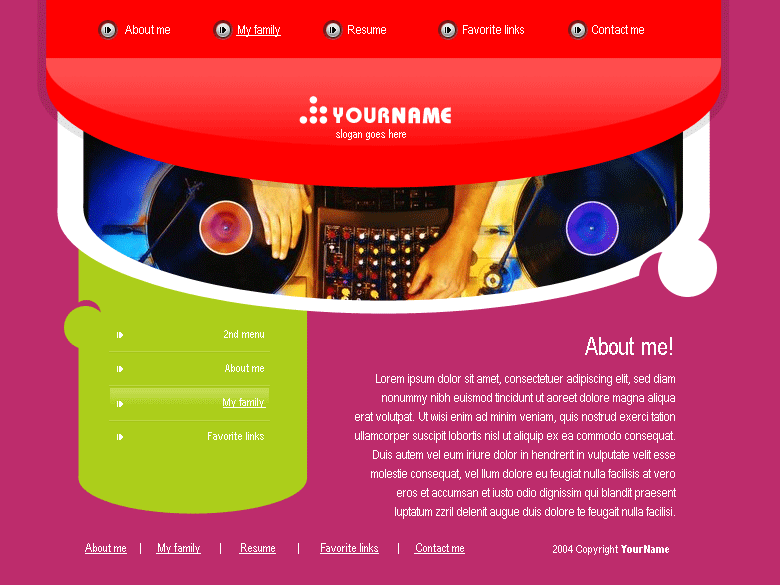 About me My family Resume Favorite links Contact me
YOURNAME
slogan goes here
2nd menu
About me
My family
Favorite links
About me!
Lorem ipsum dolor sit amet, consectetuer adipiscing elit, sed diam
nonummy nibh euismod tincidunt ut aoreet dolore magna aliqua
erat volutpat. Ut wisi enim ad minim veniam, quis nostrud exerci tation
ullamcorper suscipit lobortis nisl ut aliquip ex ea commodo consequat.
Duis autem vel eum iriure dolor in hendrerit in vulputate velit esse
molestie consequat, vel llum dolore eu feugiat nulla facilisis at vero
eros et accumsan et iusto odio dignissim qui blandit praesent
luptatum zzril delenit augue duis dolore te feugait nulla facilisi.
About me | My family | Resume | Favorite links | Contact me 2004 Copyright YourName